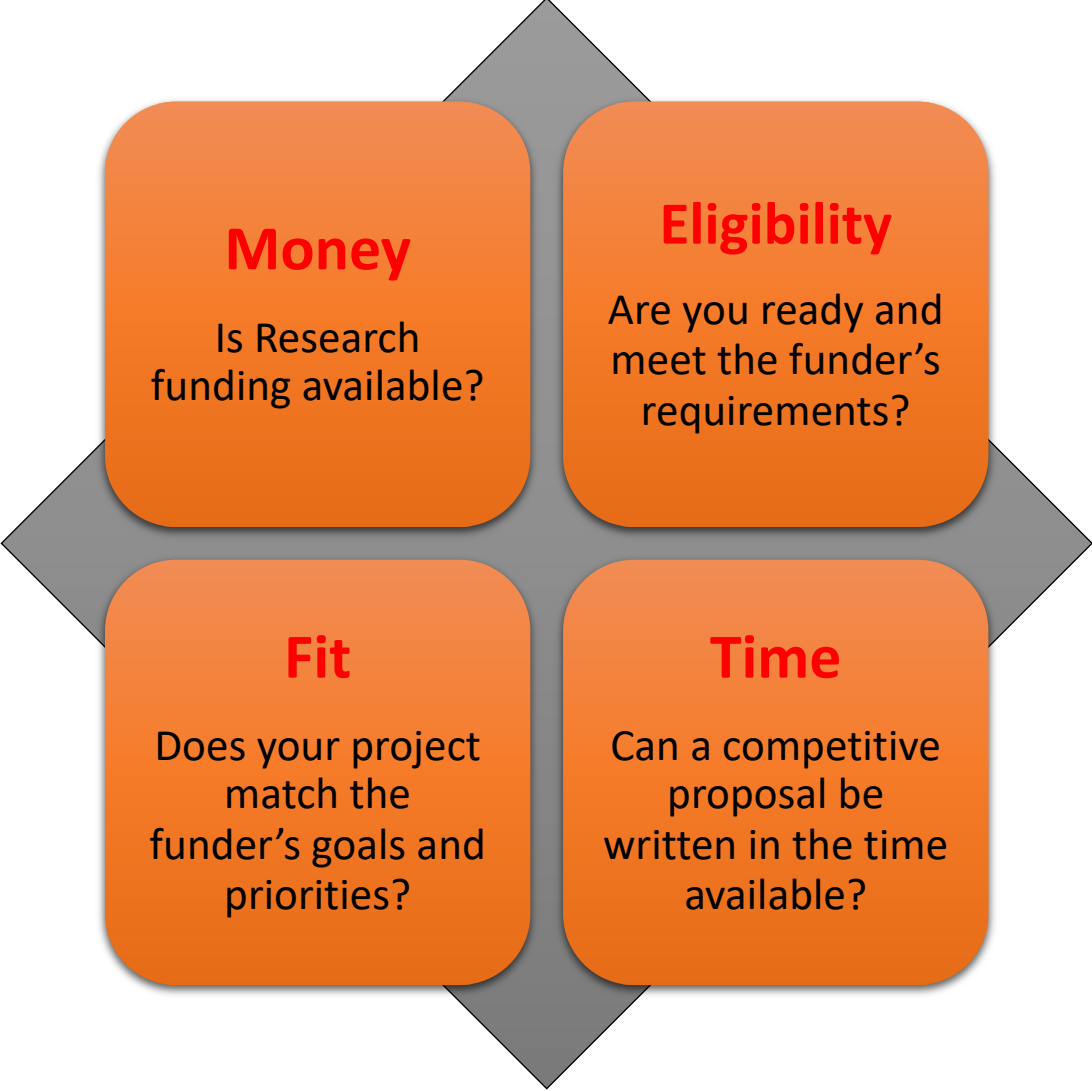 Money
Is Research
funding available?
Eligibility
Are you ready and
meet the funder’s
requirements?
Fit
Does your project
match the
funder’s goals and
priorities?
Time
Can a competitive
proposal be
written in the time
available?